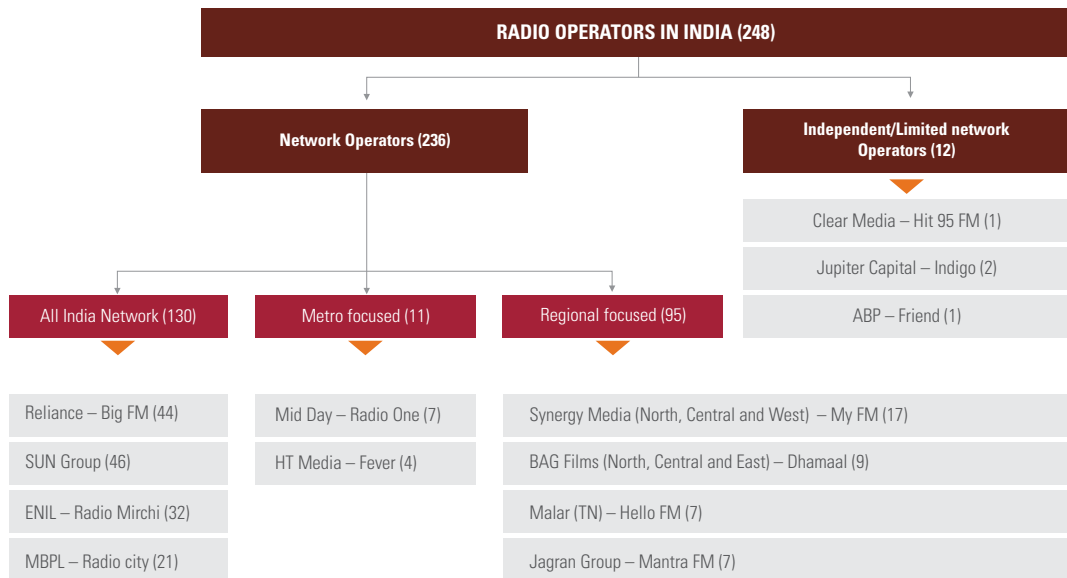 RADIO OPERATORS IN INDIA (248)
Network Operators (236)
Independent/Limited network
Operators (12)
Clear Media – Hit 95 FM (1)
Jupiter Capital – Indigo (2)
ABP – Friend (1)
All India Network (130)
Metro focused (11)
Regional focused (95)
Reliance – Big FM (44)
SUN Group (46)
ENIL – Radio Mirchi (32)
MBPL – Radio city (21)
Mid Day – Radio One (7)
HT Media – Fever (4)
Synergy Media (North, Central and West) – My FM (17)
BAG Films (North, Central and East) – Dhamaal (9)
Malar (TN) – Hello FM (7)
Jagran Group – Mantra FM (7)